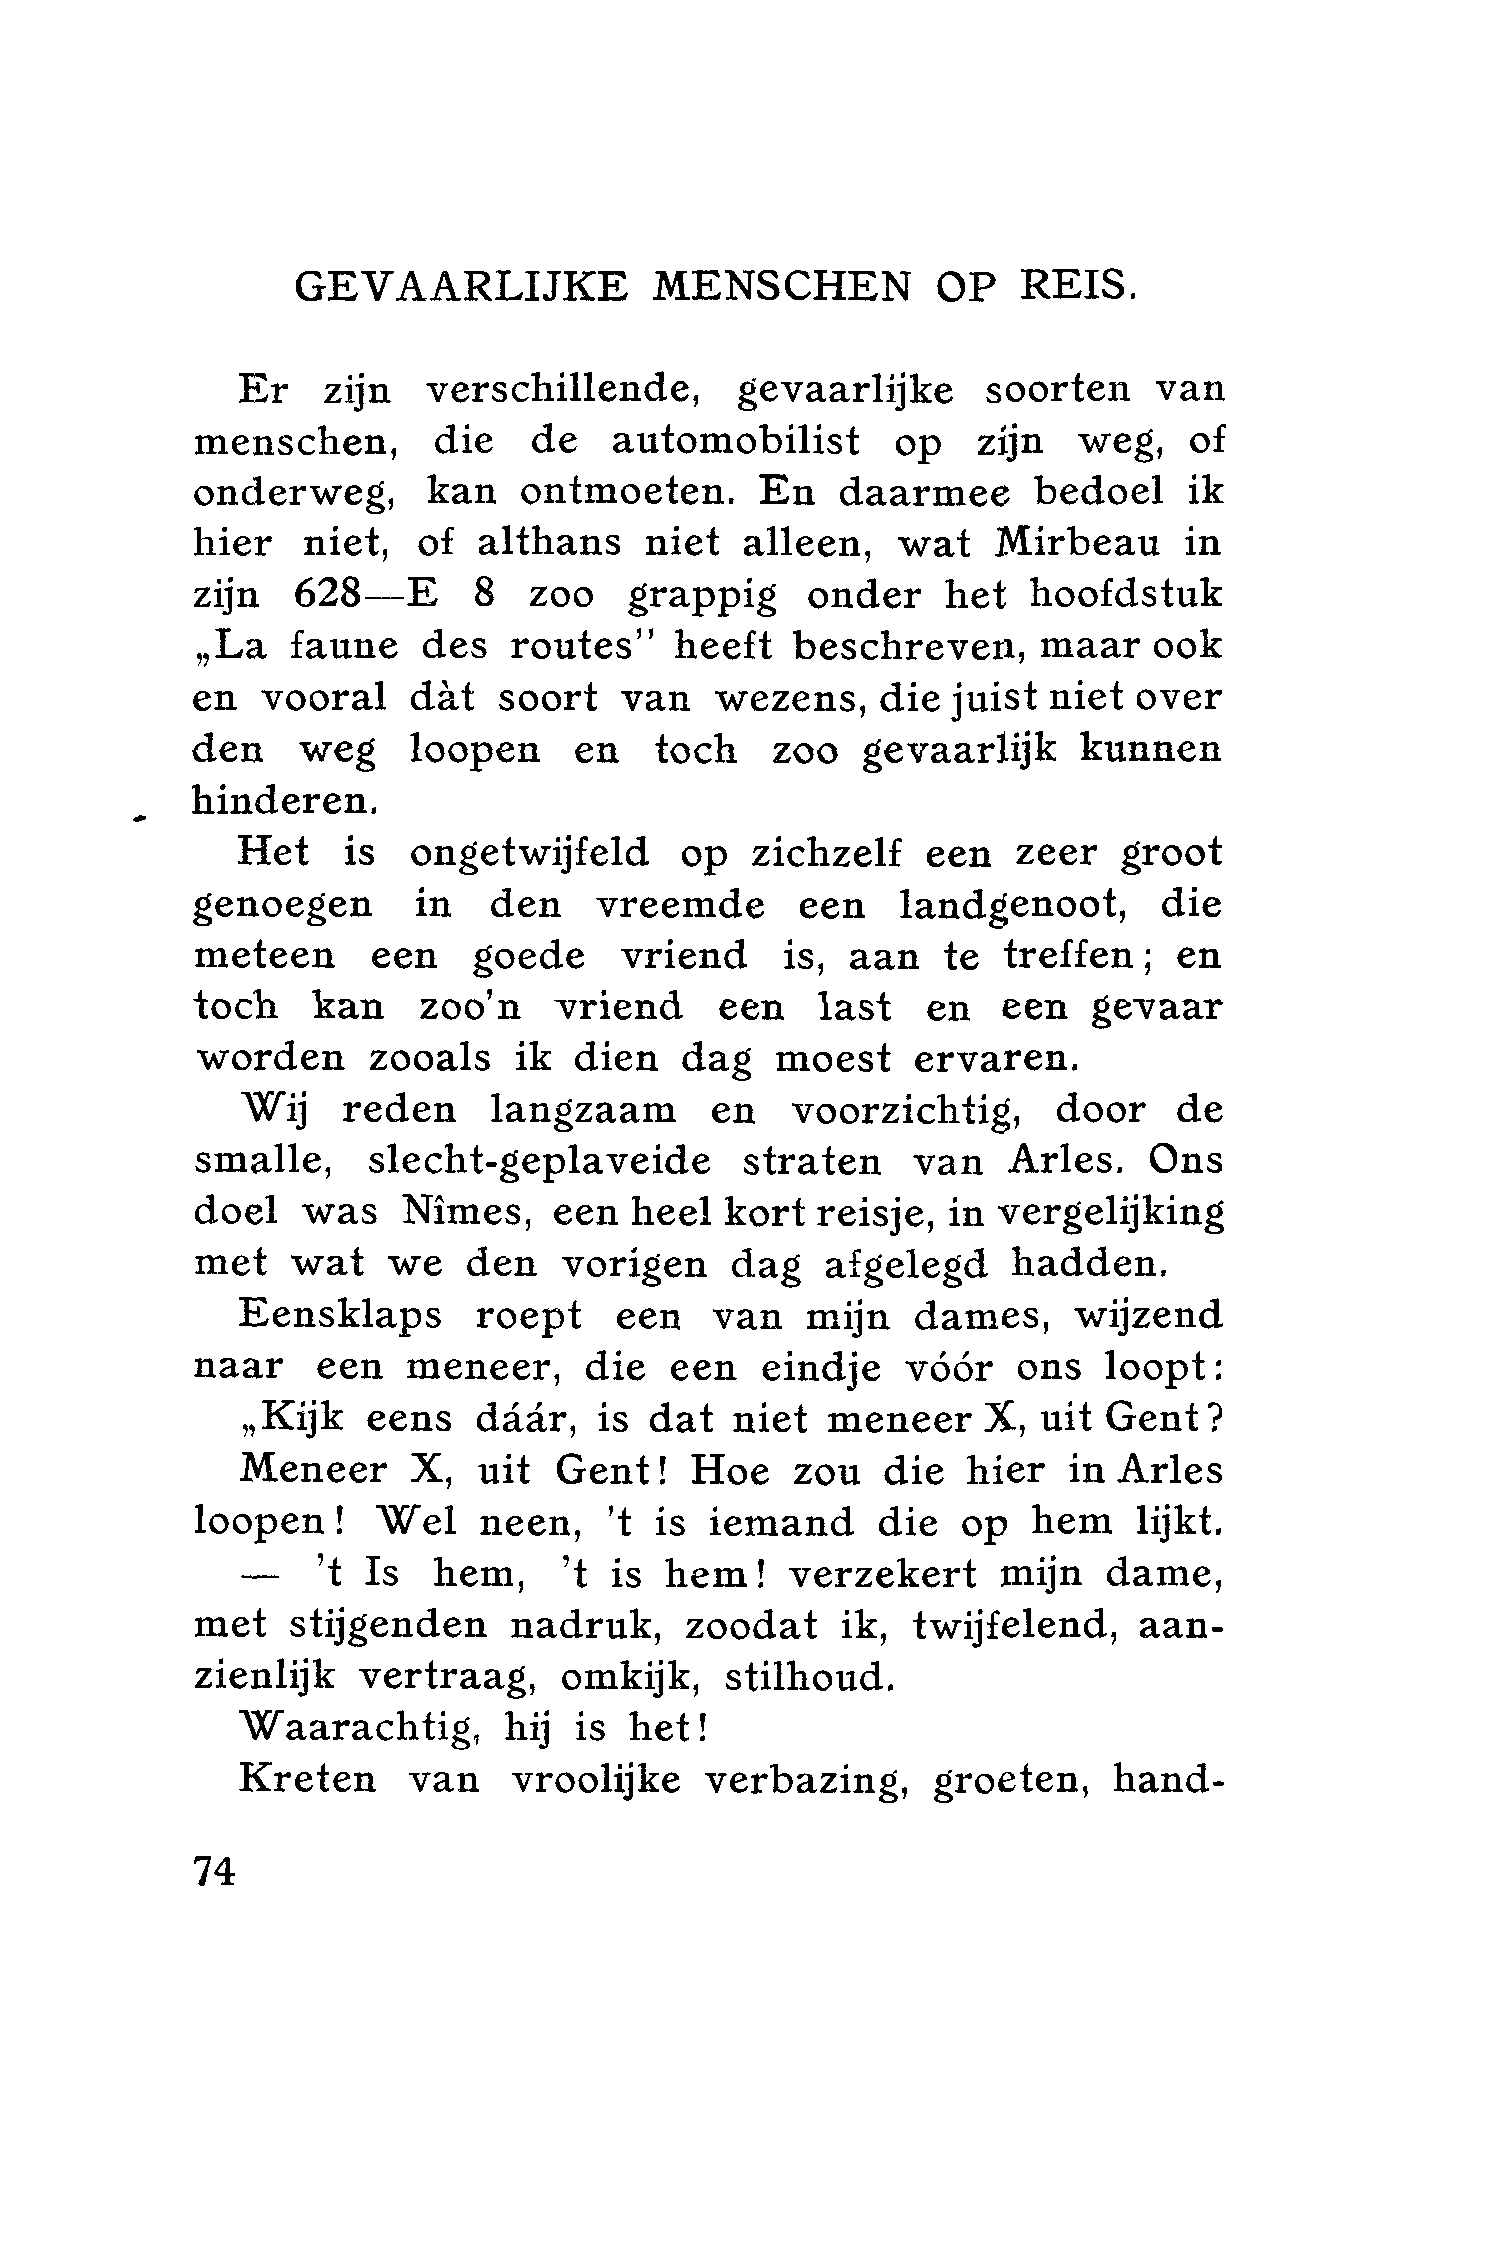 GEVAARLIJKE MENSCHEN OP REIS.
Er zijn verschillende, gevaarlijke soorten van
menschen, die de automobilist op zijn weg, of
onderweg, kan ontmoeten. En daarmee bedoel ik
hier niet, of althans niet alleen, wat Mirbeau in
zijn 628—E 8 zoo grappig onder het hoofdstuk
„La faune des routes" heeft beschreven, maar ook
en vooral dàt soort van wezens, die juist niet over
den weg loopen en toch zoo gevaarlijk kunnen
hinderen.
Het is ongetwijfeld op zichzelf een zeer groot
genoegen in den vreemde een landgenoot, die
meteen een goede vriend is, aan te treffen; en
toch kan zoo'n vriend een last en een gevaar
worden zooals ik dien dag moest ervaren.
Wij reden langzaam en voorzichtig, door de
smalle, slecht-geplaveide straten van Arles. Ons
doel was Nîmes, een heel kort reisje, in vergelijking
met wat we den vorigen dag afgelegd hadden.
Eensklaps roept een van mijn dames, wijzend
naar een meneer, die een eindje vóór ons loopt:
„Kijk eens dáár, is dat niet meneer X, uit Gent?
Meneer X, uit Gent! Hoe zou die hier in Arles
loopen! Wel neen, 't is iemand die op hem lijkt.
— 't Is hem, 't is hem! verzekert mijn dame,
met stijgenden nadruk, zoodat ik, twijfelend, aan-
zienlijk vertraag, omkijk, stilhoud.
Waarachtig, hij is het!
Kreten van vroolijke verbazing, groeten, hand-
74